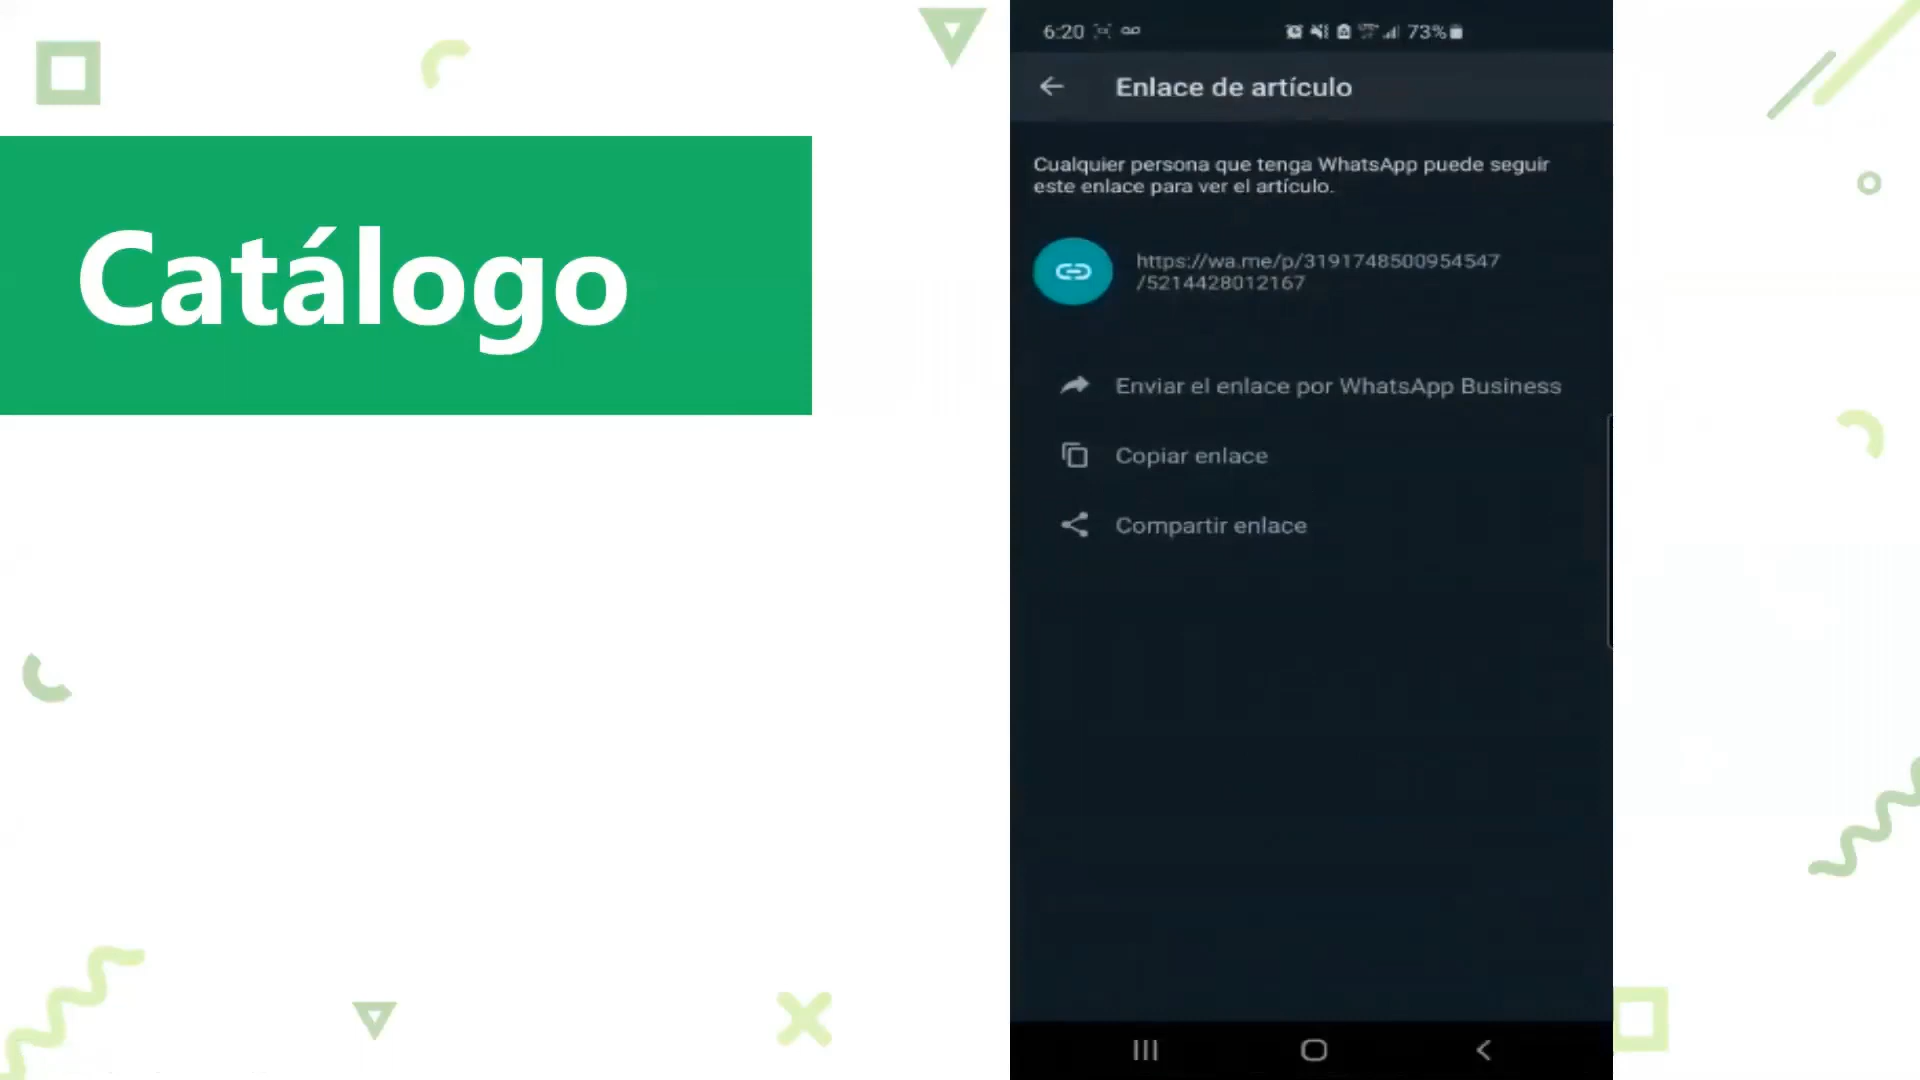 Catálogo
6:20
73%
Enlace de artículo
Cualquier persona que tenga WhatsApp puede seguir
este enlace para ver el artículo.
https://wa.me/p/3191748500954547
/5214428012167
Enviar el enlace por WhatsApp Business
Copiar enlace
Compartir enlace